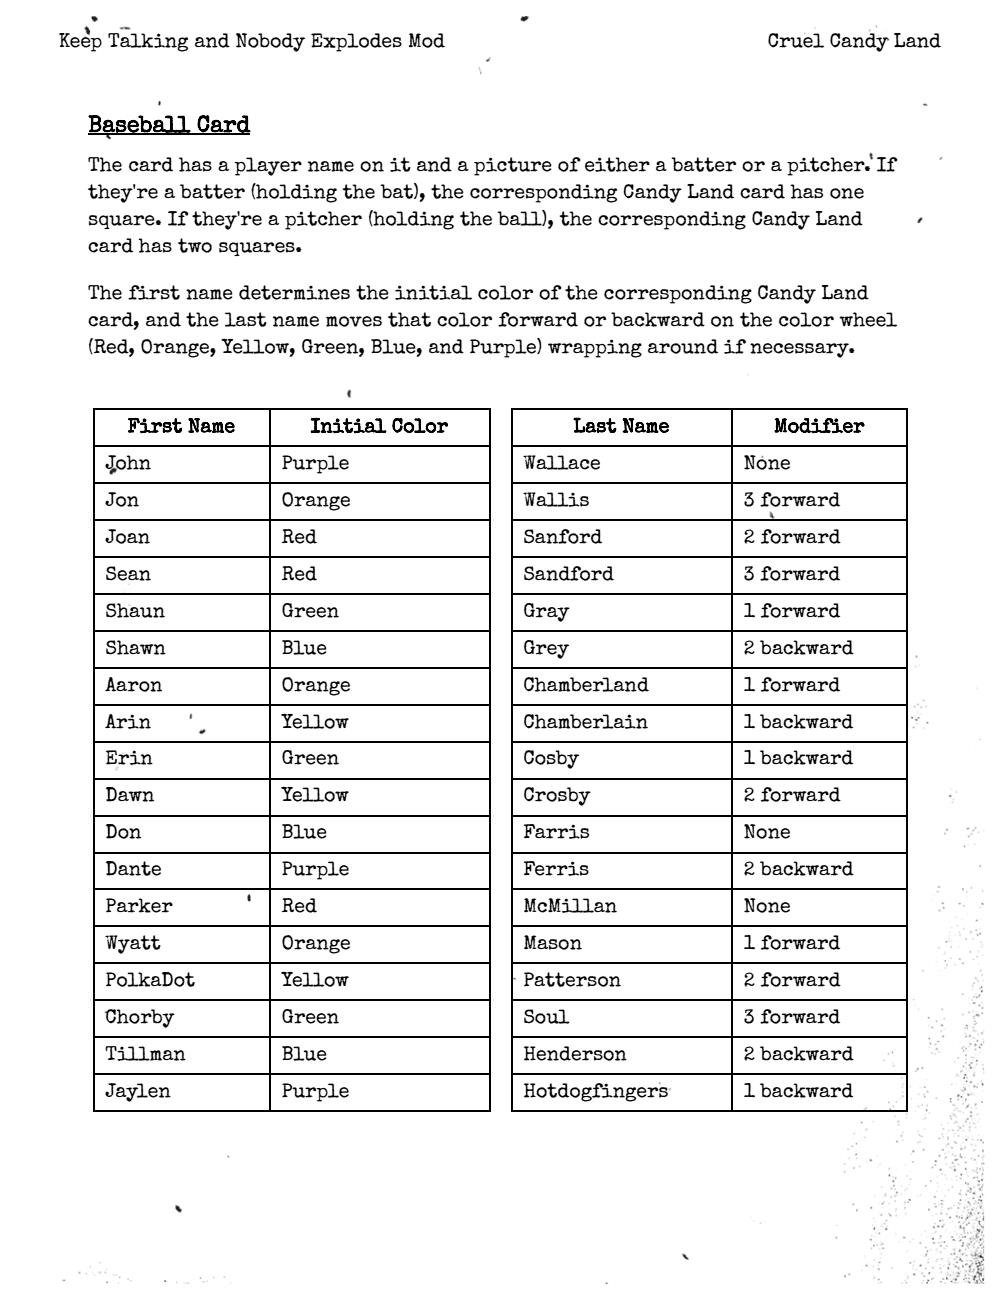 Keep Talking and Nobody Explodes Mod Cruel Candy Land
Baseball Card
The card has a player name on it and a picture of either a batter or a pitcher. If
they're a batter (holding the bat), the corresponding Candy Land card has one
square. If they're a pitcher (holding the ball), the corresponding Candy Land
card has two squares.
The first name determines the initial color of the corresponding Candy Land
card, and the last name moves that color forward or backward on the color wheel
(Red, Orange, Yellow, Green, Blue, and Purple) wrapping around if necessary.
First Name Initial Color
John Purple
Jon Orange
Joan Red
Sean Red
Shaun Green
Shawn Blue
Aaron Orange
Arin Yellow
Erin Green
Dawn Yellow
Don Blue
Dante Purple
Parker Red
Wyatt Orange
PolkaDot Yellow
Chorby Green
Tillman Blue
Jaylen Purple
Last Name Modifier
Wallace None
Wallis 3 forward
Sanford 2 forward
Sandford 3 forward
Gray 1 forward
Grey 2 backward
Chamberland 1 forward
Chamberlain 1 backward
Cosby 1 backward
Crosby 2 forward
Farris None
Ferris 2 backward
McMillan None
Mason 1 forward
Patterson 2 forward
Soul 3 forward
Henderson 2 backward
Hotdogfingers 1 backward